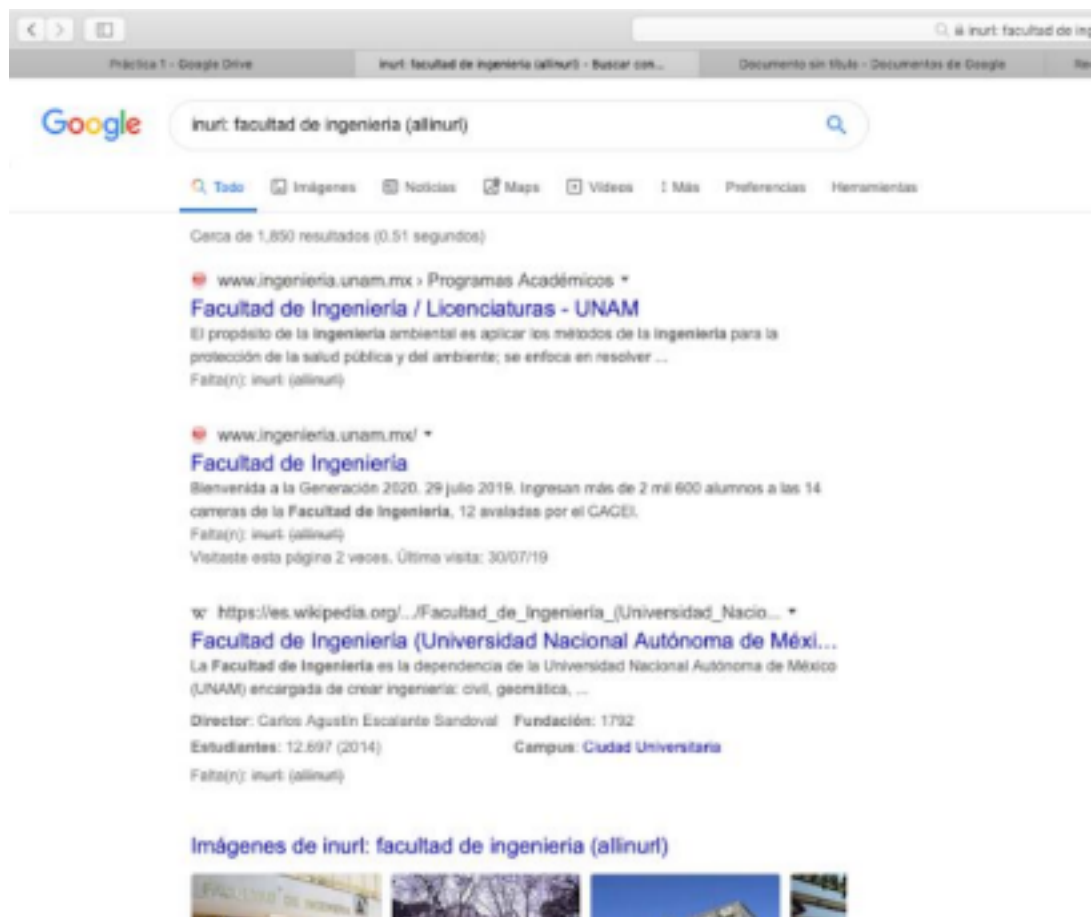 inurl: facultad de ing
Práctica 1 - Google Drive
inurl: facultad de ingenieria (allinurl) - Buscar con...
Documento sin título - Documentos de Google
Google
inurl: facultad de ingenieria (allinurl)
Todo Imágenes Noticias Maps Vídeos Más Preferencias Herramientas
Cerca de 1,850 resultados (0.51 segundos)
www.ingenieria.unam.mx › Programas Académicos
Facultad de Ingeniería / Licenciaturas - UNAM
El propósito de la ingeniería ambiental es aplicar los métodos de la ingeniería para la
protección de la salud pública y del ambiente; se enfoca en resolver ...
Falta(n): inurl: (allinurl)
www.ingenieria.unam.mx/
Facultad de Ingeniería
Bienvenida a la Generación 2020. 29 julio 2019. Ingresan más de 2 mil 600 alumnos a las 14
carreras de la Facultad de Ingeniería, 12 avaladas por el CACEI.
Falta(n): inurl: (allinurl)
Visitaste esta página 2 veces. Última visita: 30/07/19
W https://es.wikipedia.org/.../Facultad_de_Ingeniería_(Universidad_Nacio...
Facultad de Ingeniería (Universidad Nacional Autónoma de Méxi...
La Facultad de Ingeniería es la dependencia de la Universidad Nacional Autónoma de México
(UNAM) encargada de crear ingeniería: civil, geomática, ...
Director: Carlos Agustín Escalante Sandoval Fundación: 1792
Estudiantes: 12.697 (2014) Campus: Ciudad Universitaria
Falta(n): inurl: (allinurl)
Imágenes de inurl: facultad de ingenieria (allinurl)
FACULTAD DE